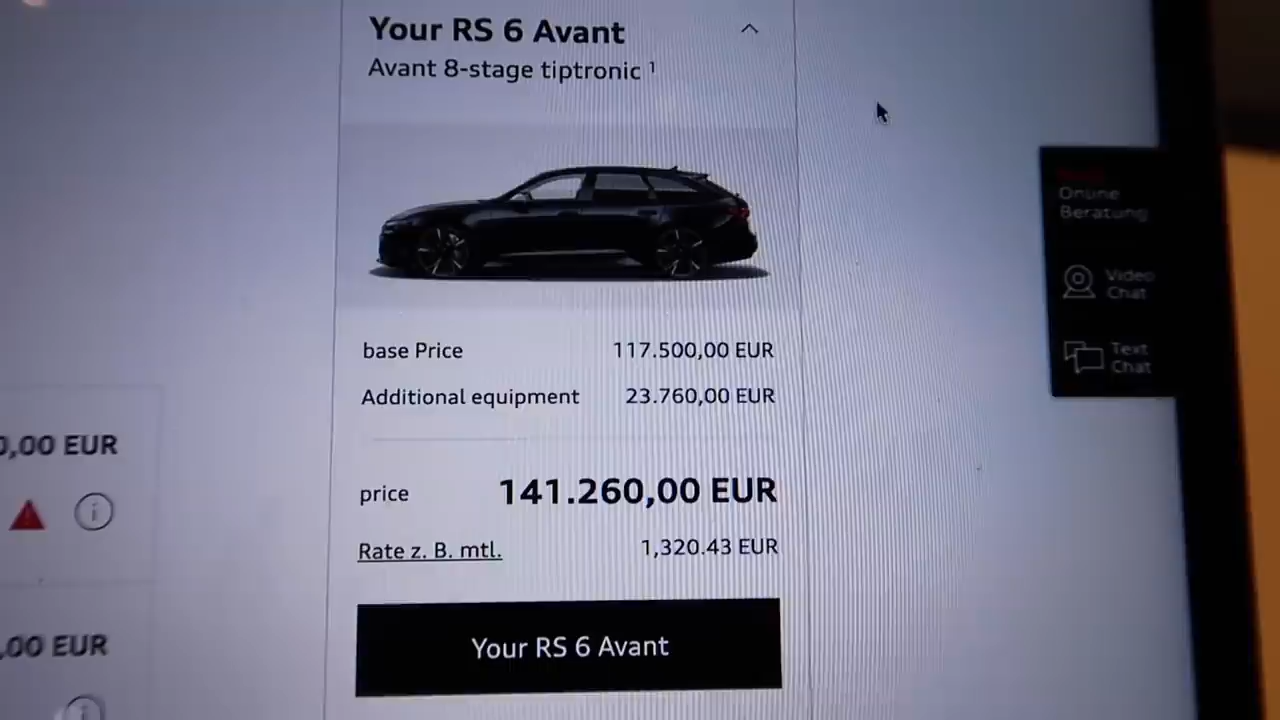 Your RS 6 Avant
Avant 8-stage tiptronic ¹
Online
Beratung
Video
Chat
Text
Chat
base Price 117.500,00 EUR
Additional equipment 23.760,00 EUR
0,00 EUR
price 141.260,00 EUR
Rate z. B. mtl. 1,320.43 EUR
,00 EUR
Your RS 6 Avant